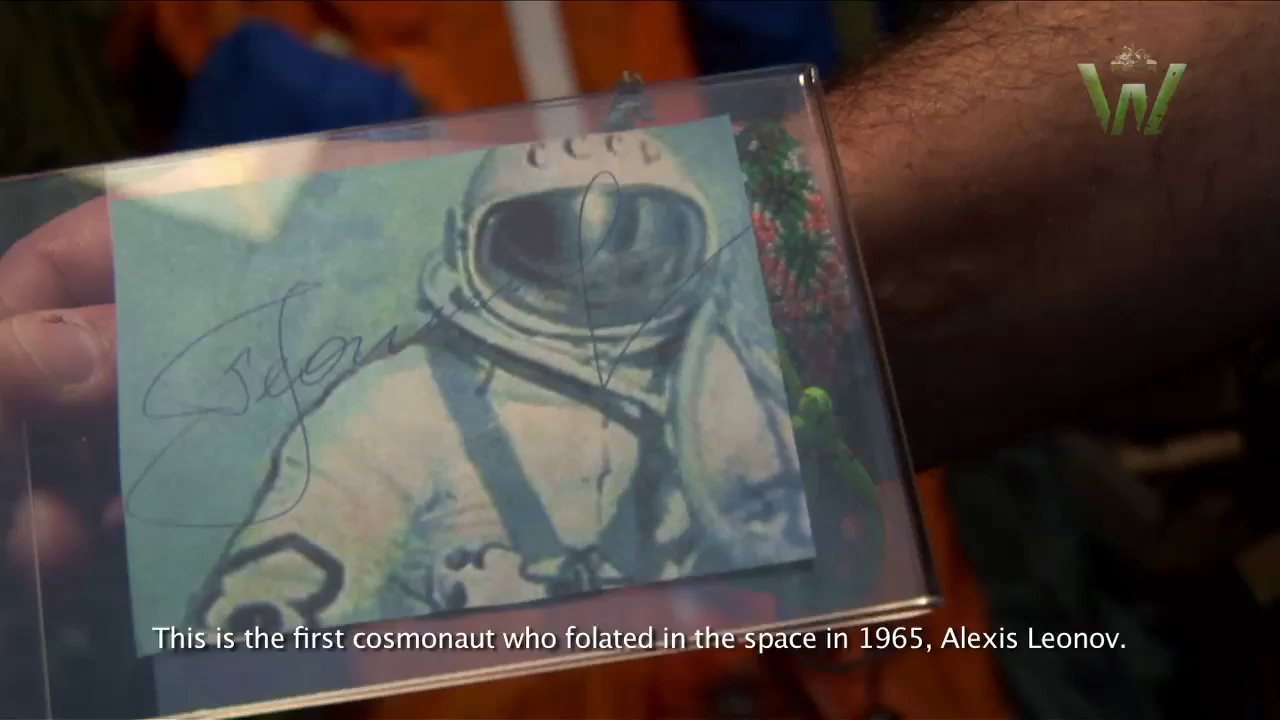 W
CCCP
This is the first cosmonaut who folated in the space in 1965, Alexis Leonov.